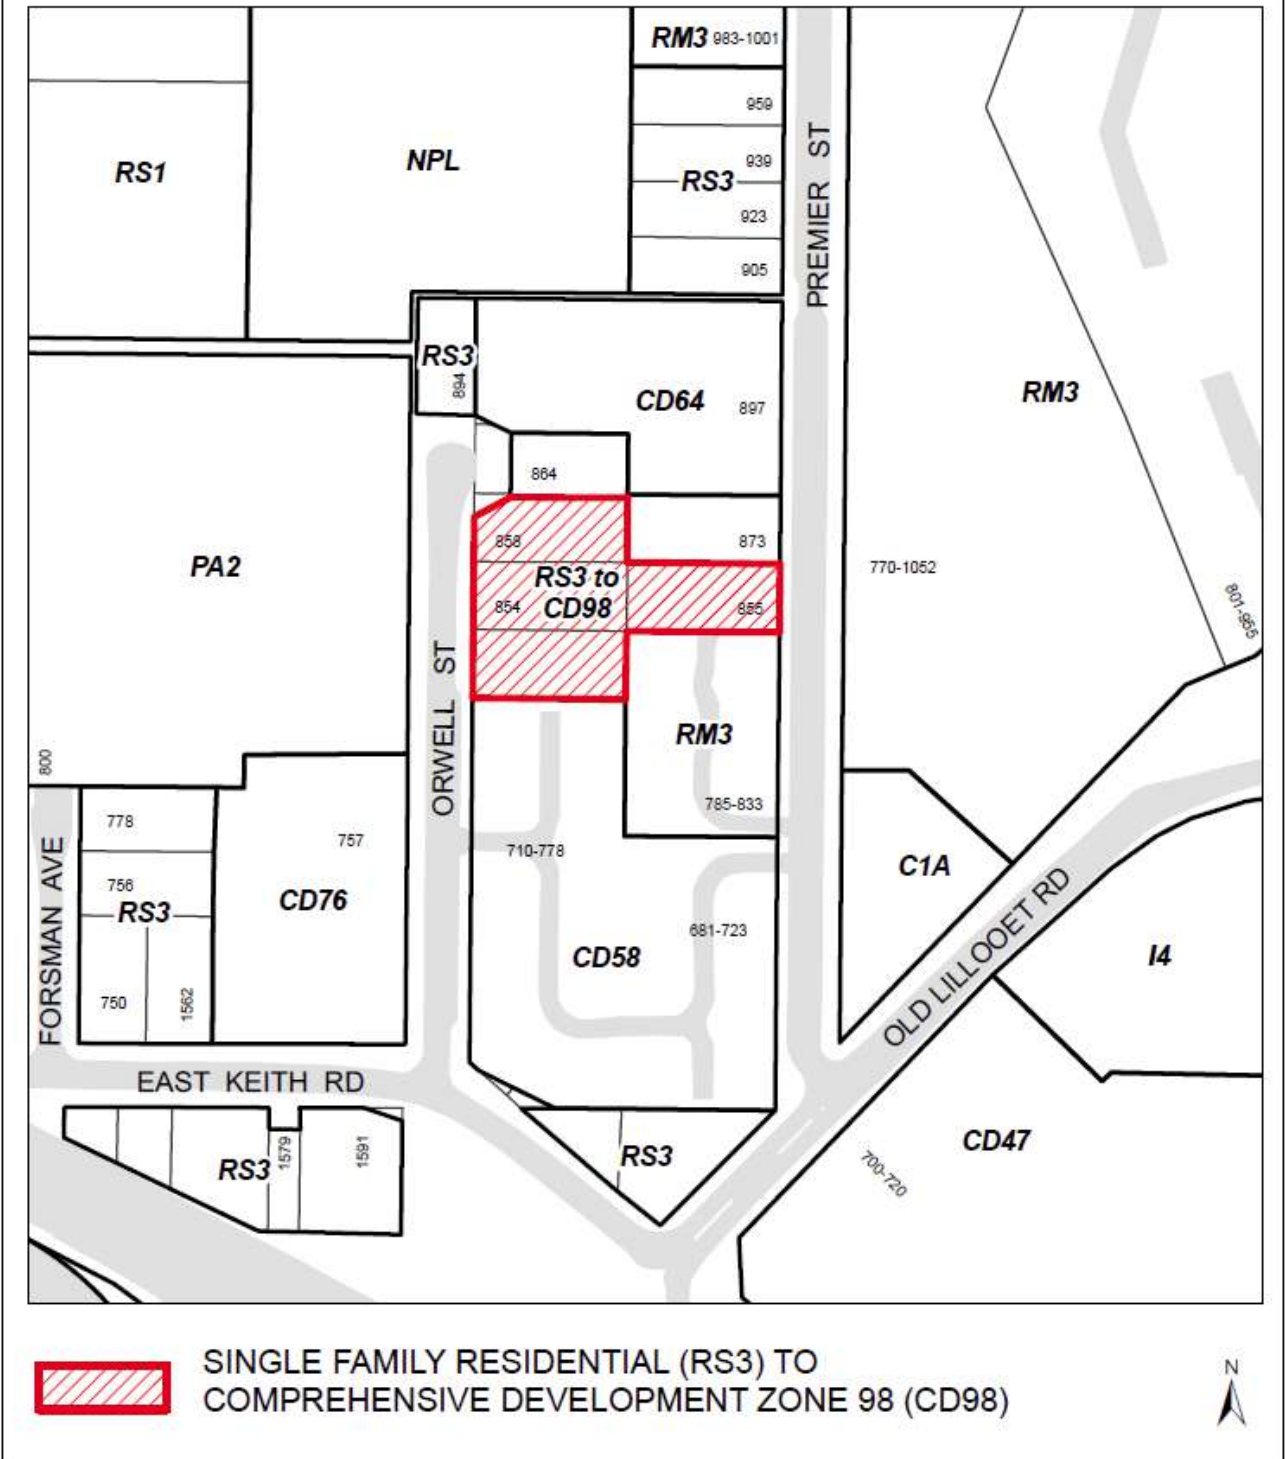 RM3 983-1001
959
939
RS3
923
905
RS1
NPL
PREMIER ST
RS3
894
CD64
897
RM3
864
858
873
RS3 to
CD98
854
855
770-1052
801-955
PA2
ORWELL ST
RM3
785-833
800
778
756
RS3
750
1562
757
CD76
FORSMAN AVE
710-778
681-723
CD58
C1A
OLD LILLOOET RD
I4
EAST KEITH RD
RS3
1579
1591
RS3
CD47
700-720
SINGLE FAMILY RESIDENTIAL (RS3) TO
COMPREHENSIVE DEVELOPMENT ZONE 98 (CD98)
N